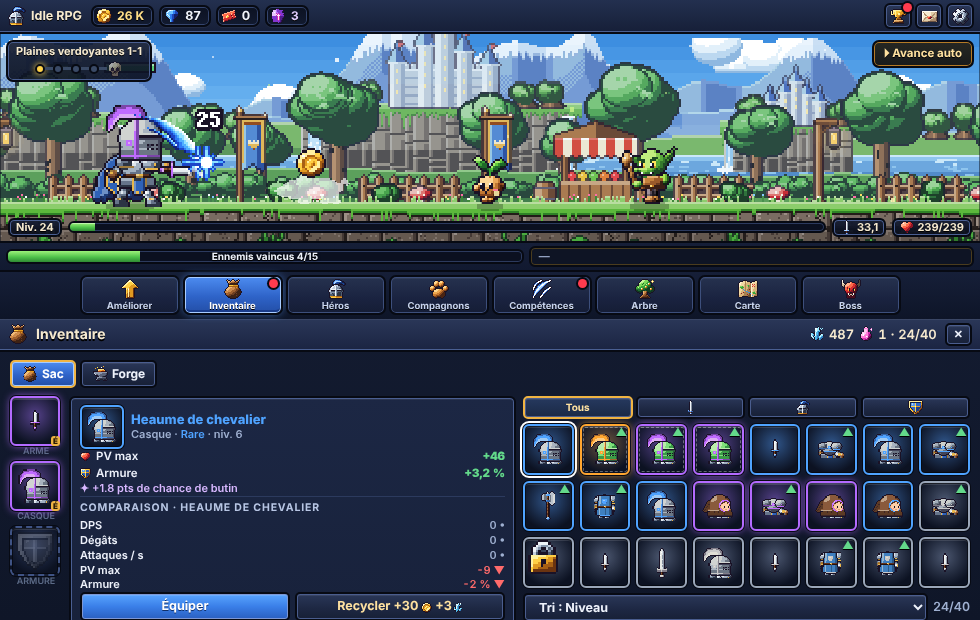 Idle RPG 26 K 87 0 3
Plaines verdoyantes 1-1
Avance auto
25
Niv. 24
33,1
239/239
Ennemis vaincus 4/15
—
Améliorer
Inventaire
Héros
Compagnons
Compétences
Arbre
Carte
Boss
Inventaire
487 1 · 24/40 ×
Sac
Forge
E
ARME
E
CASQUE
ARMURE
Heaume de chevalier
Casque · Rare · niv. 6
PV max +46
Armure +3,2 %
+1.8 pts de chance de butin
COMPARAISON · HEAUME DE CHEVALIER
DPS 0 •
Dégâts 0 •
Attaques / s 0 •
PV max -9 ▼
Armure -2 % ▼
Équiper
Recycler +30 +3
Tous
Tri : Niveau
24/40